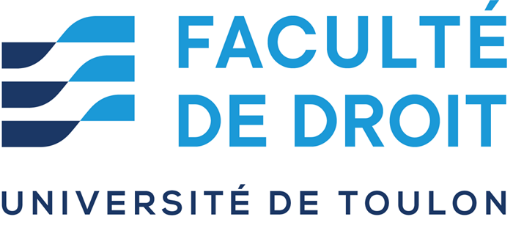 FACULTÉ
DE DROIT
UNIVERSITÉ DE TOULON